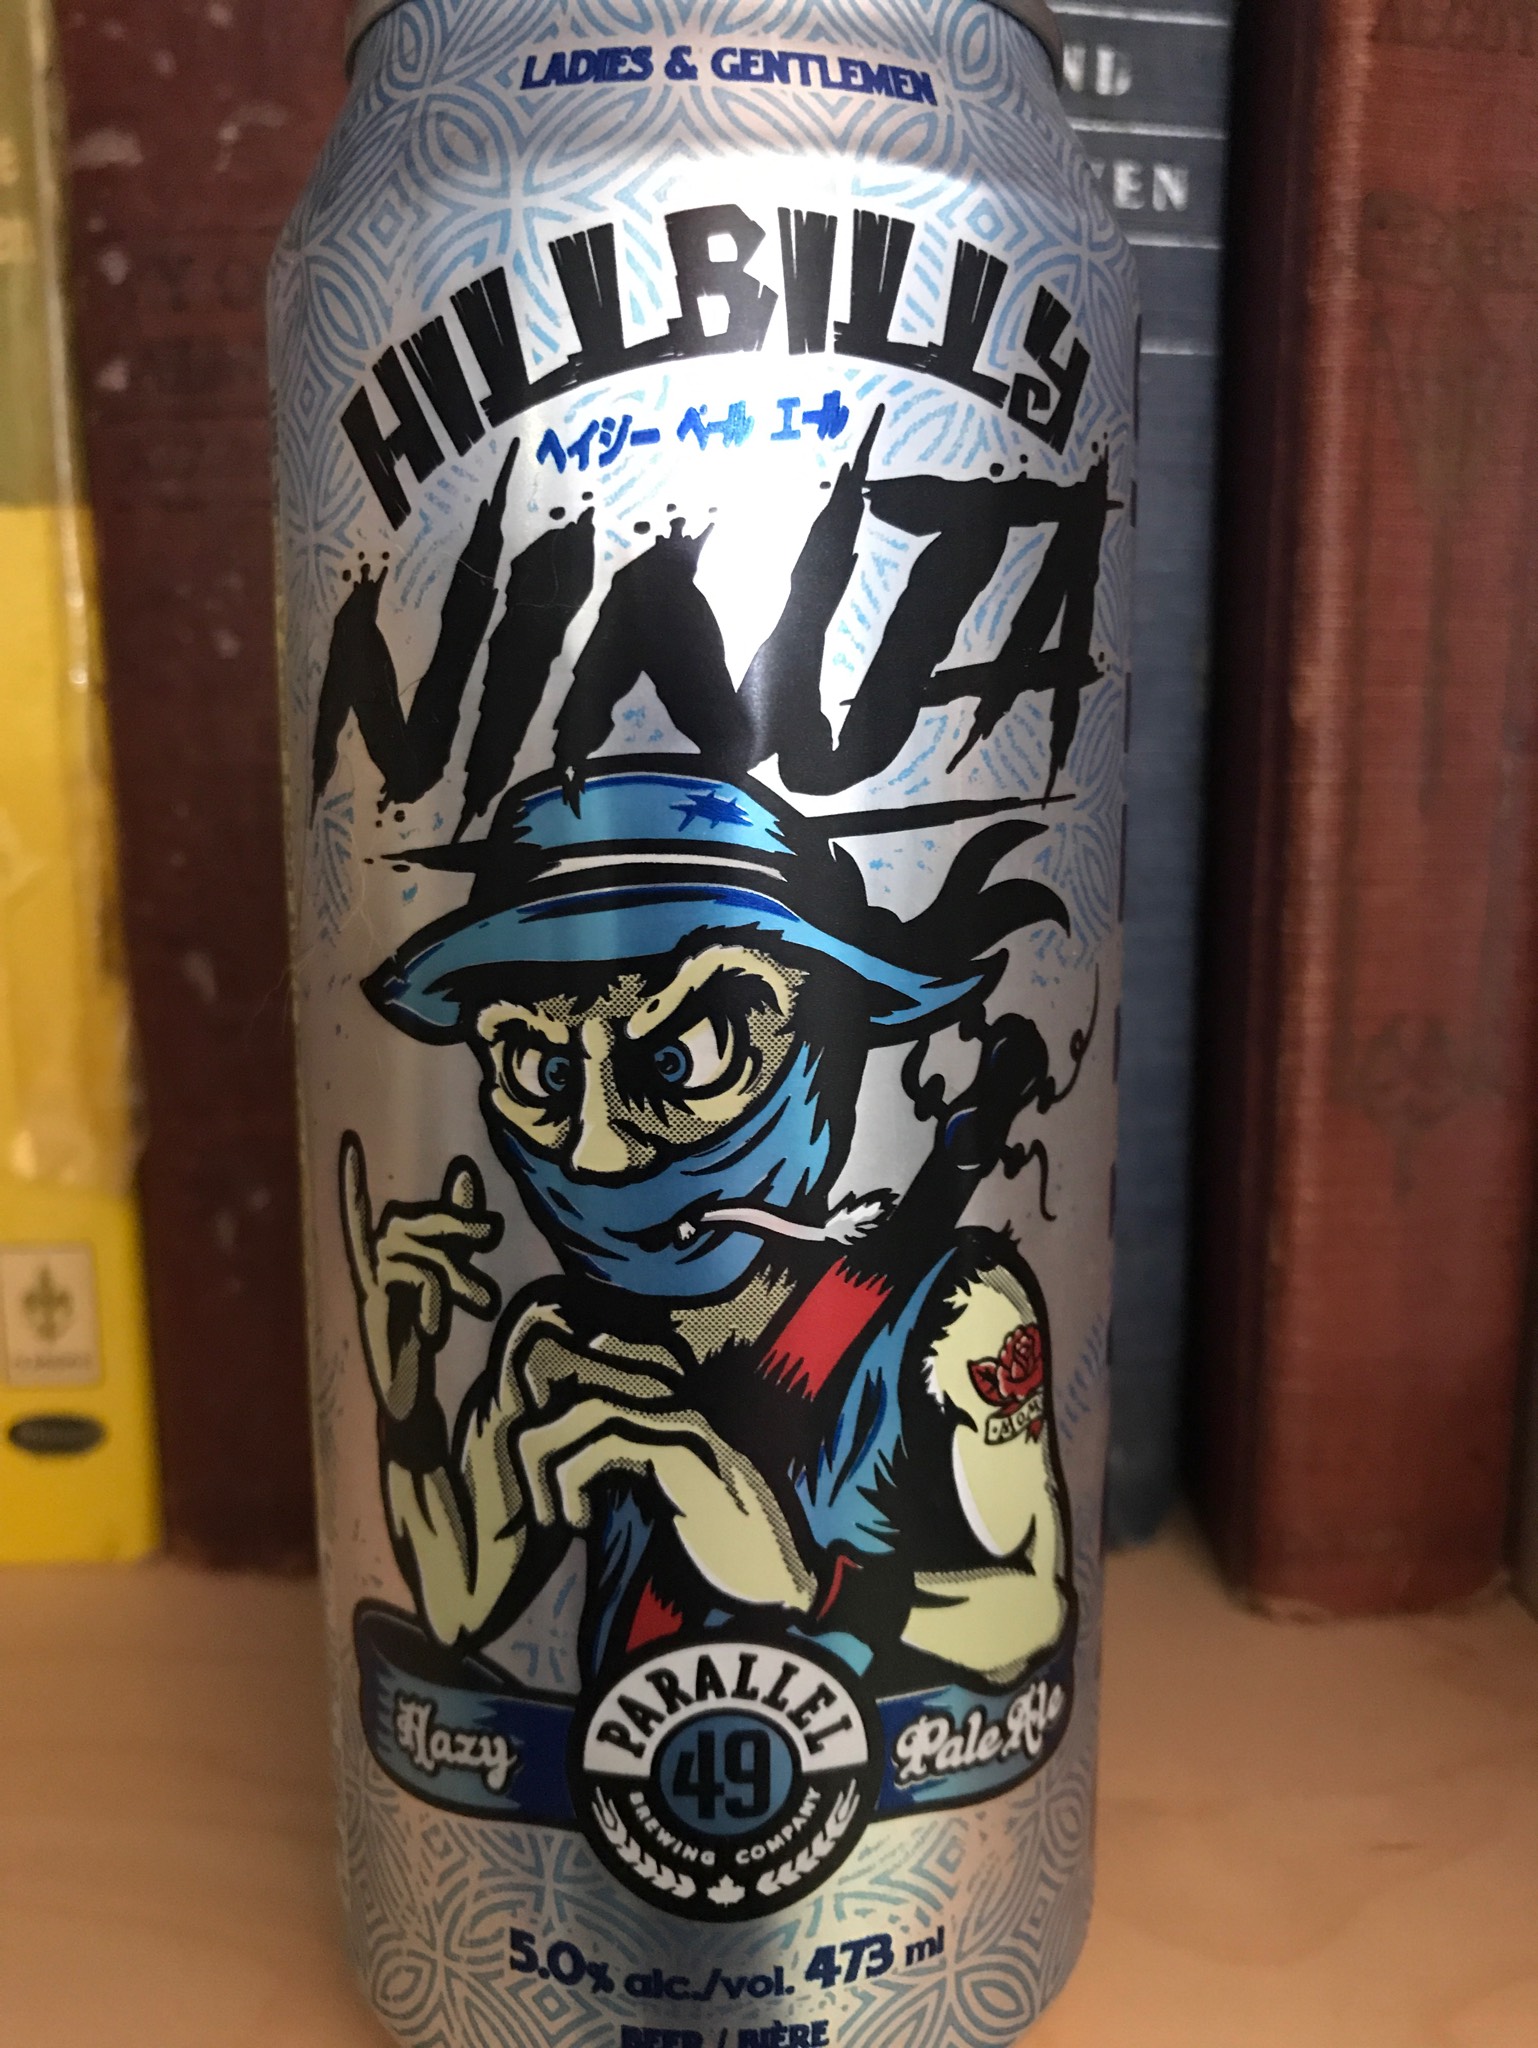 LADIES & GENTLEMEN
HILLBILLY
ヘイジー ペール エール
NINJA
MOM
Hazy
Pale Ale
PARALLEL
49
BREWING COMPANY
5.0% alc./vol. 473 ml
BEER / BIÈRE